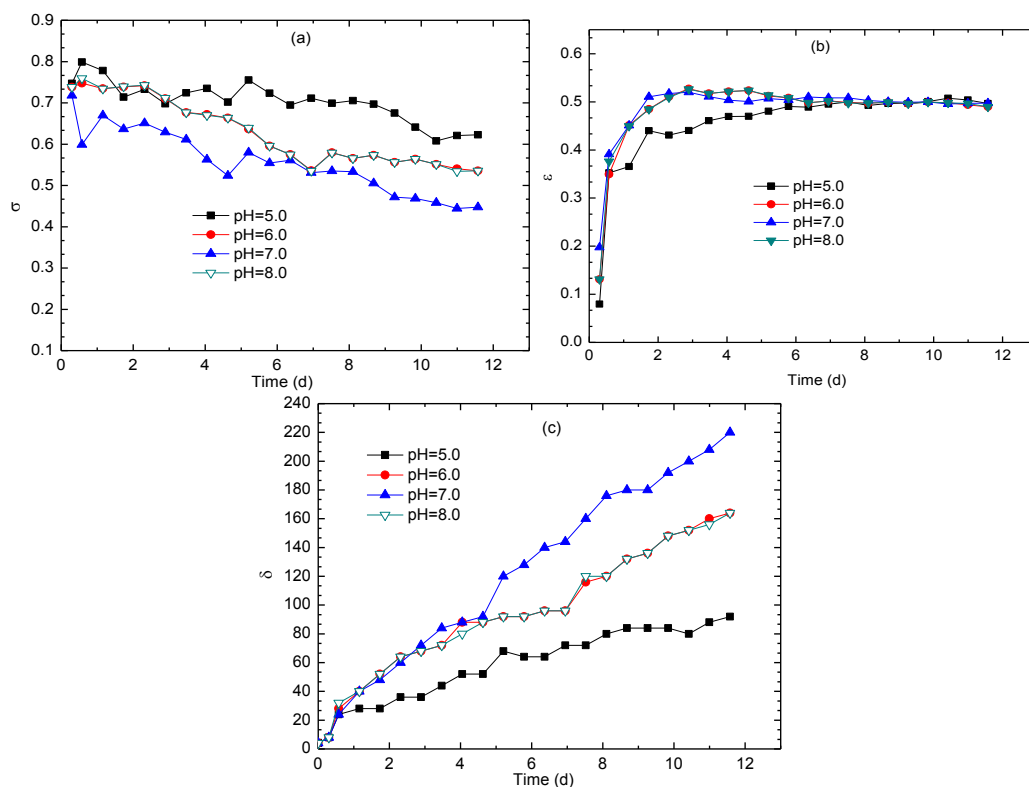 (a)
0.9
0.8
0.7
0.6
0.5
0.4
0.3
0.2
0.1
σ
pH=5.0
pH=6.0
pH=7.0
pH=8.0
0 2 4 6 8 10 12
Time (d)
(b)
0.6
0.5
0.4
0.3
0.2
0.1
0.0
ε
pH=5.0
pH=6.0
pH=7.0
pH=8.0
0 2 4 6 8 10 12
Time (d)
(c)
240
220
200
180
160
140
120
100
80
60
40
20
0
δ
pH=5.0
pH=6.0
pH=7.0
pH=8.0
0 2 4 6 8 10 12
Time (d)